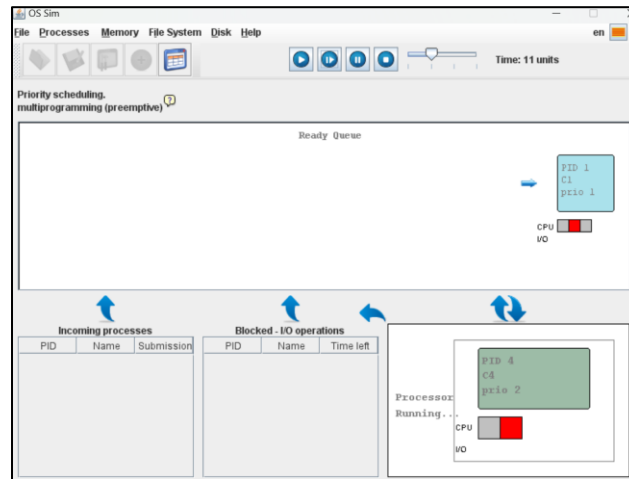 OS Sim
File Processes Memory File System Disk Help
en
Time: 11 units
Priority scheduling.
multiprogramming (preemptive)
Ready Queue
PID 1
C1
prio 1
CPU
I/O
Incoming processes
PID Name Submission
Blocked - I/O operations
PID Name Time left
PID 4
C4
prio 2
Processor
Running...
CPU
I/O